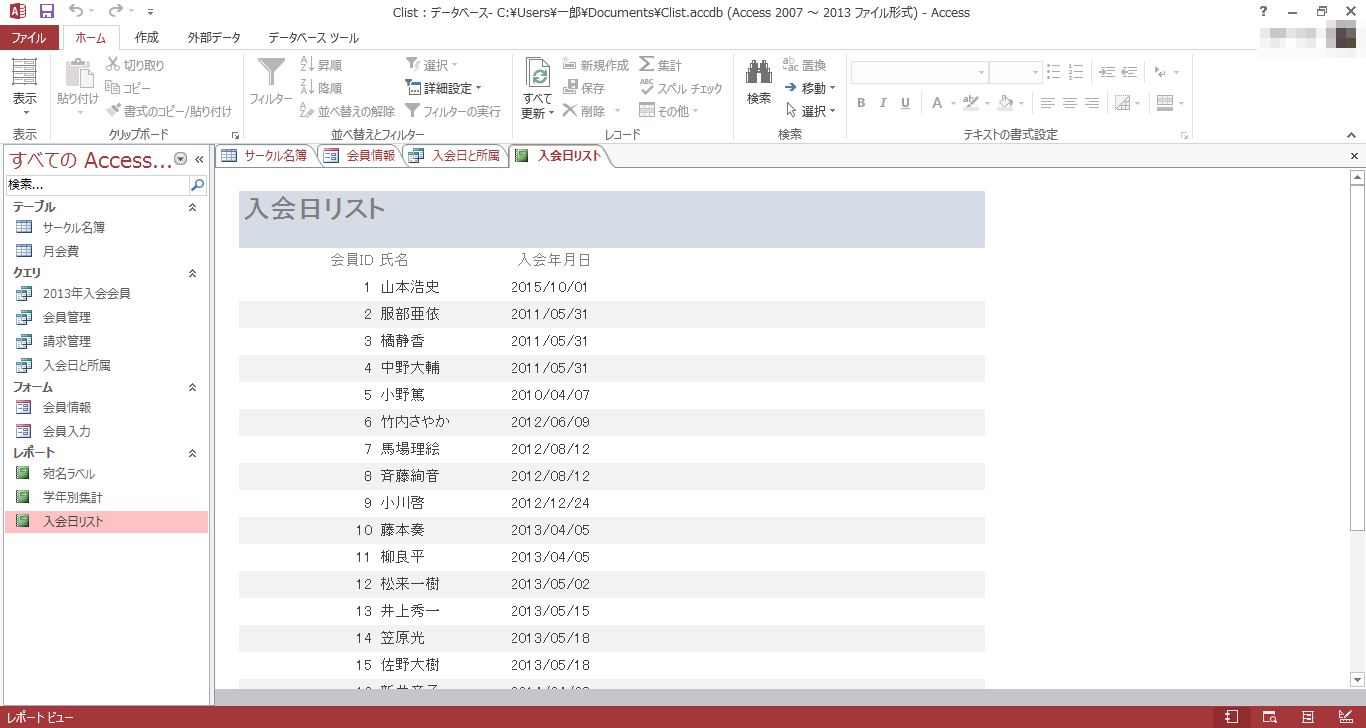 Clist : データベース- C:¥Users¥一郎¥Documents¥Clist.accdb (Access 2007 ～ 2013 ファイル形式) - Access
?
ファイル ホーム 作成 外部データ データベース ツール
表示
表示
貼り付け
切り取り
コピー
書式のコピー/貼り付け
クリップボード
フィルター
昇順
降順
並べ替えの解除
選択
詳細設定
フィルターの実行
並べ替えとフィルター
すべて
更新
新規作成
保存
削除
集計
スペル チェック
その他
レコード
検索
置換
移動
選択
検索
B I U A
テキストの書式設定
すべての Access...
検索...
テーブル
サークル名簿
月会費
クエリ
2013年入会会員
会員管理
請求管理
入会日と所属
フォーム
会員情報
会員入力
レポート
宛名ラベル
学年別集計
入会日リスト
サークル名簿 会員情報 入会日と所属 入会日リスト
入会日リスト
会員ID 氏名 入会年月日
1 山本浩史 2015/10/01
2 服部亜依 2011/05/31
3 橘静香 2011/05/31
4 中野大輔 2011/05/31
5 小野篤 2010/04/07
6 竹内さやか 2012/06/09
7 馬場理絵 2012/08/12
8 斉藤絢音 2012/08/12
9 小川啓 2012/12/24
10 藤本奏 2013/04/05
11 柳良平 2013/04/05
12 松来一樹 2013/05/02
13 井上秀一 2013/05/15
14 笠原光 2013/05/18
15 佐野大樹 2013/05/18
レポート ビュー